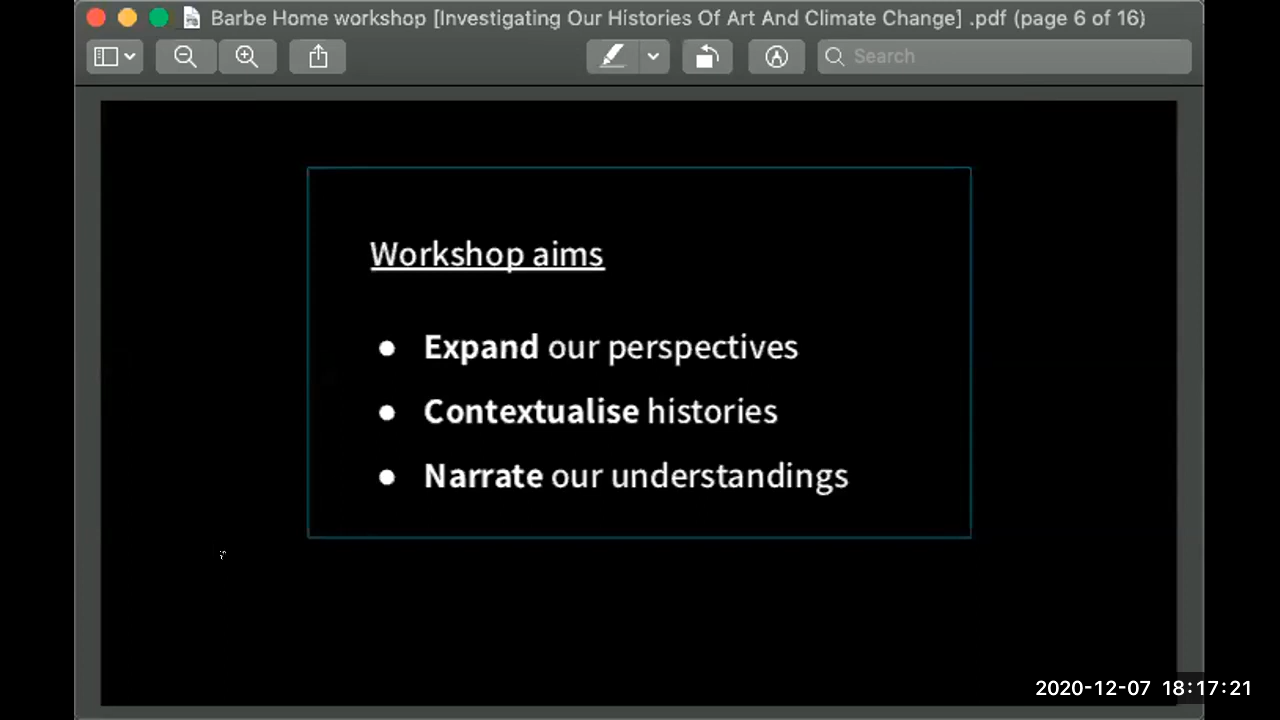 Barbe Home workshop [Investigating Our Histories Of Art And Climate Change] .pdf (page 6 of 16)
Search
Workshop aims
● Expand our perspectives
● Contextualise histories
● Narrate our understandings
2020-12-07 18:17:21